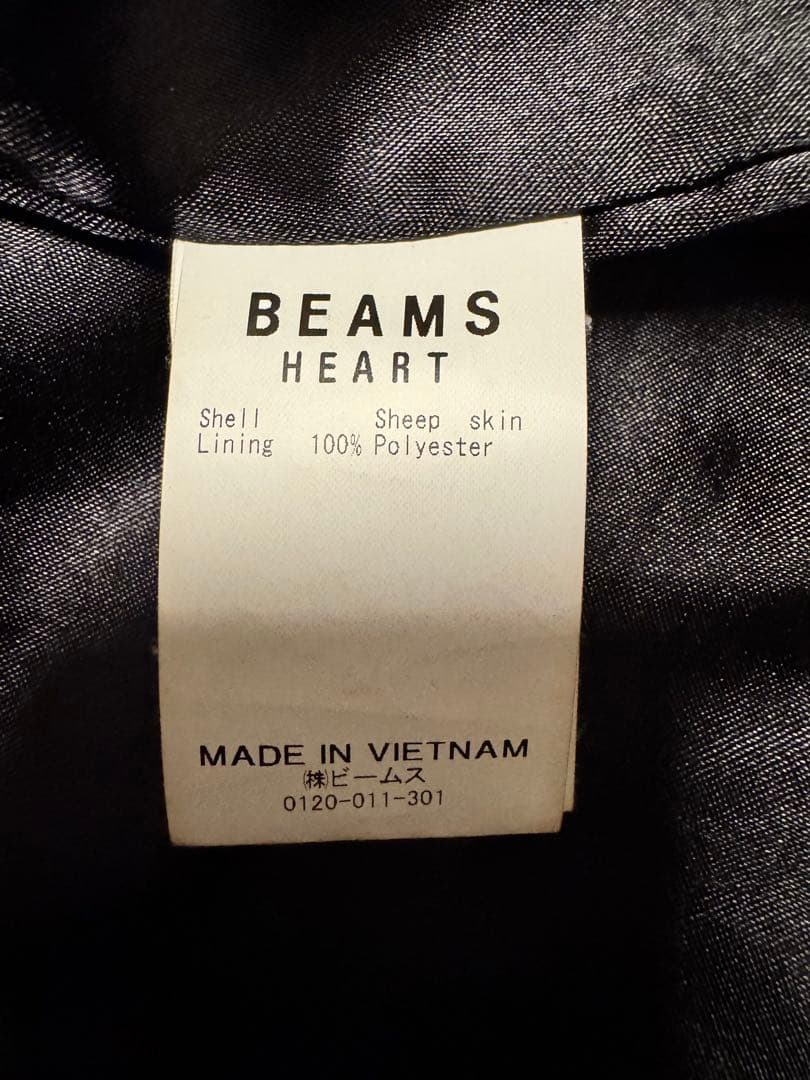 BEAMS
HEART
Shell Sheep skin
Lining 100% Polyester
MADE IN VIETNAM
㈱ビームス
0120-011-301